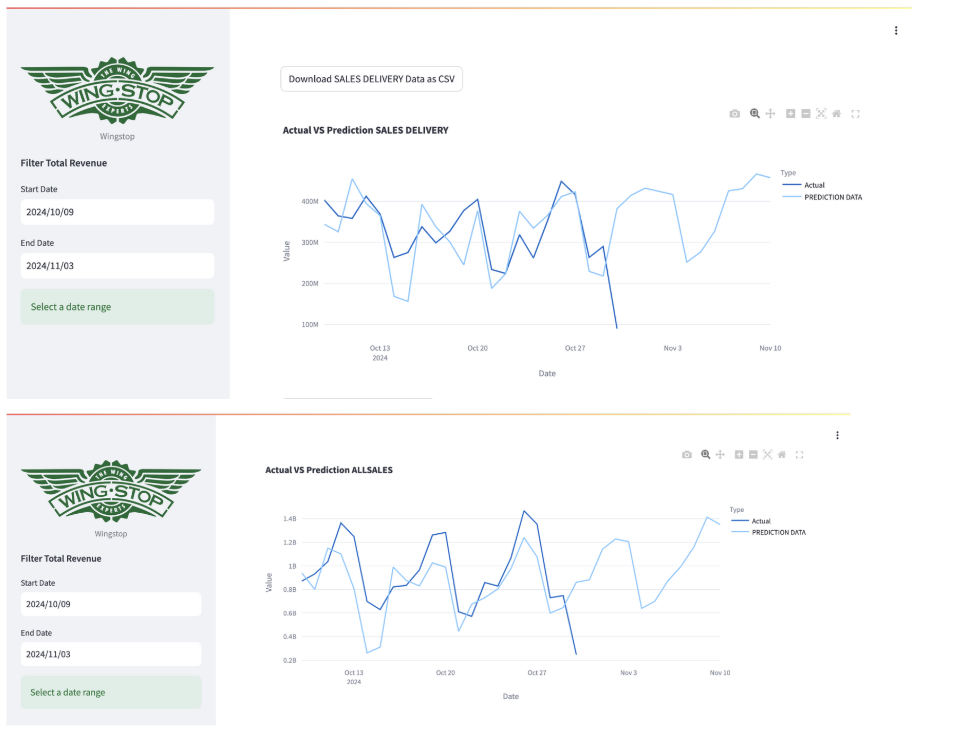 THE WING
WING·STOP
EXPERTS
Wingstop
Filter Total Revenue
Start Date
2024/10/09
End Date
2024/11/03
Select a date range
Download SALES DELIVERY Data as CSV
Actual VS Prediction SALES DELIVERY
Type
Actual
PREDICTION DATA
Value
400M
300M
200M
100M
Oct 13
2024
Oct 20
Oct 27
Nov 3
Nov 10
Date
THE WING
WING·STOP
EXPERTS
Wingstop
Filter Total Revenue
Start Date
2024/10/09
End Date
2024/11/03
Select a date range
Actual VS Prediction ALLSALES
Type
Actual
PREDICTION DATA
Value
1.4B
1.2B
1B
0.8B
0.6B
0.4B
0.2B
Oct 13
2024
Oct 20
Oct 27
Nov 3
Nov 10
Date